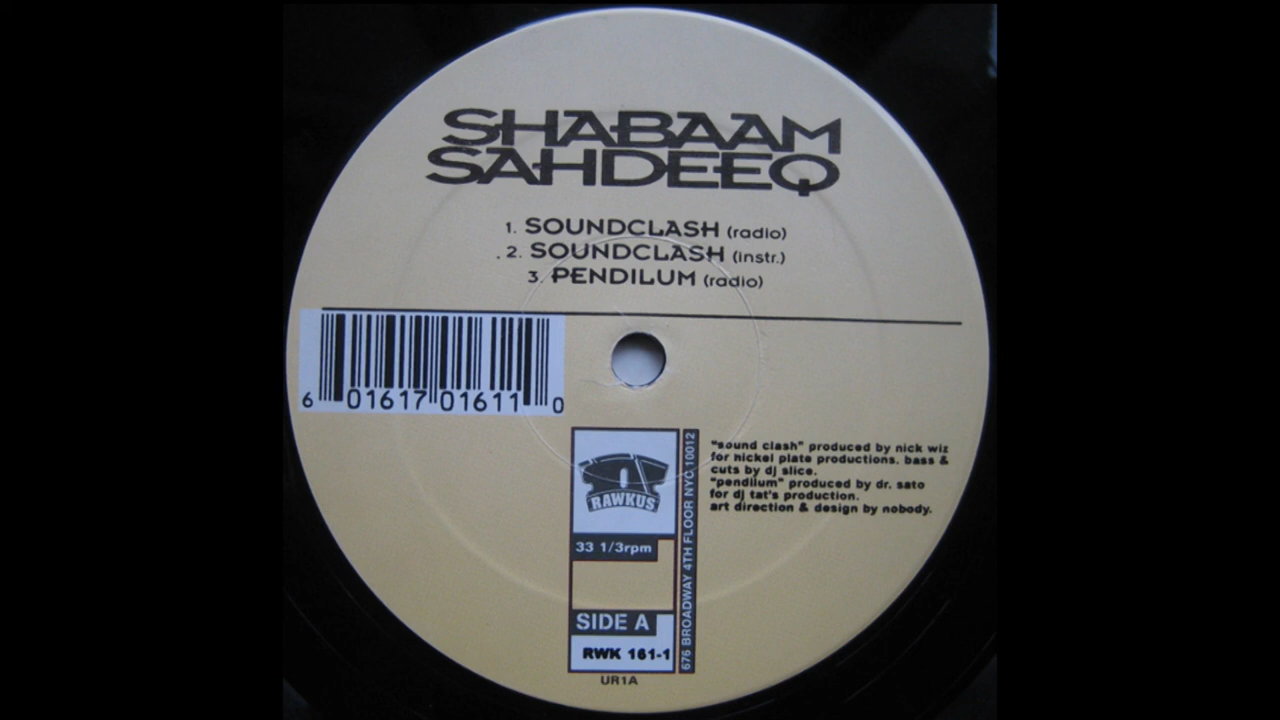 SHABAAM
SAHDEEQ
1. SOUNDCLASH (radio)
2. SOUNDCLASH (instr.)
3. PENDILUM (radio)
6 01617 01611 0
RAWKUS
33 1/3rpm
SIDE A
RWK 161-1
UR1A
676 BROADWAY 4TH FLOOR NYC 10012
"sound clash" produced by nick wiz
for nickel plate productions. bass &
cuts by dj slice.
"pendilum" produced by dr. sato
for dj tat's production.
art direction & design by nobody.